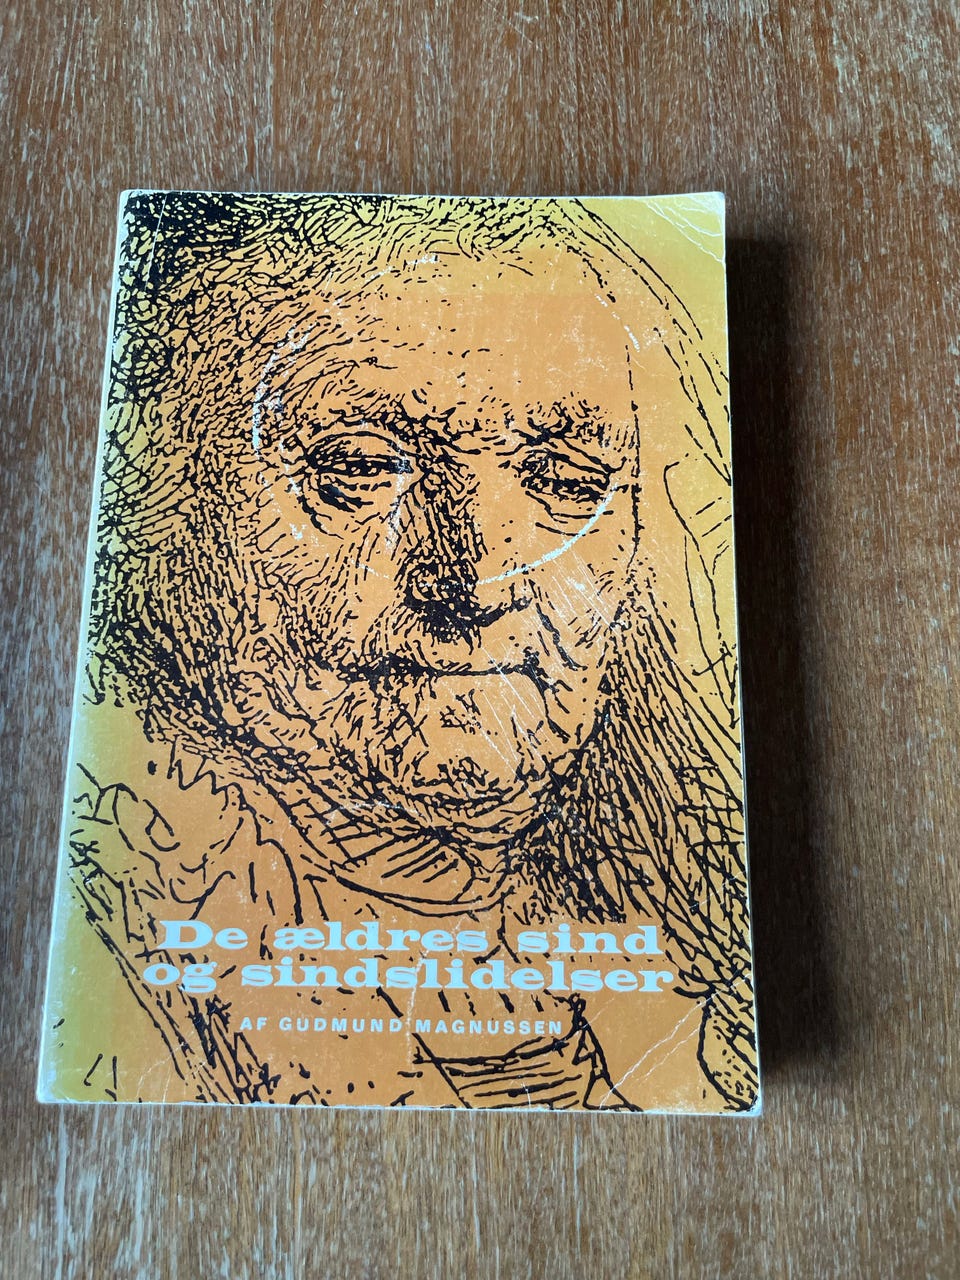 De ældres sind
og sindslidelser
AF GUDMUND MAGNUSSEN